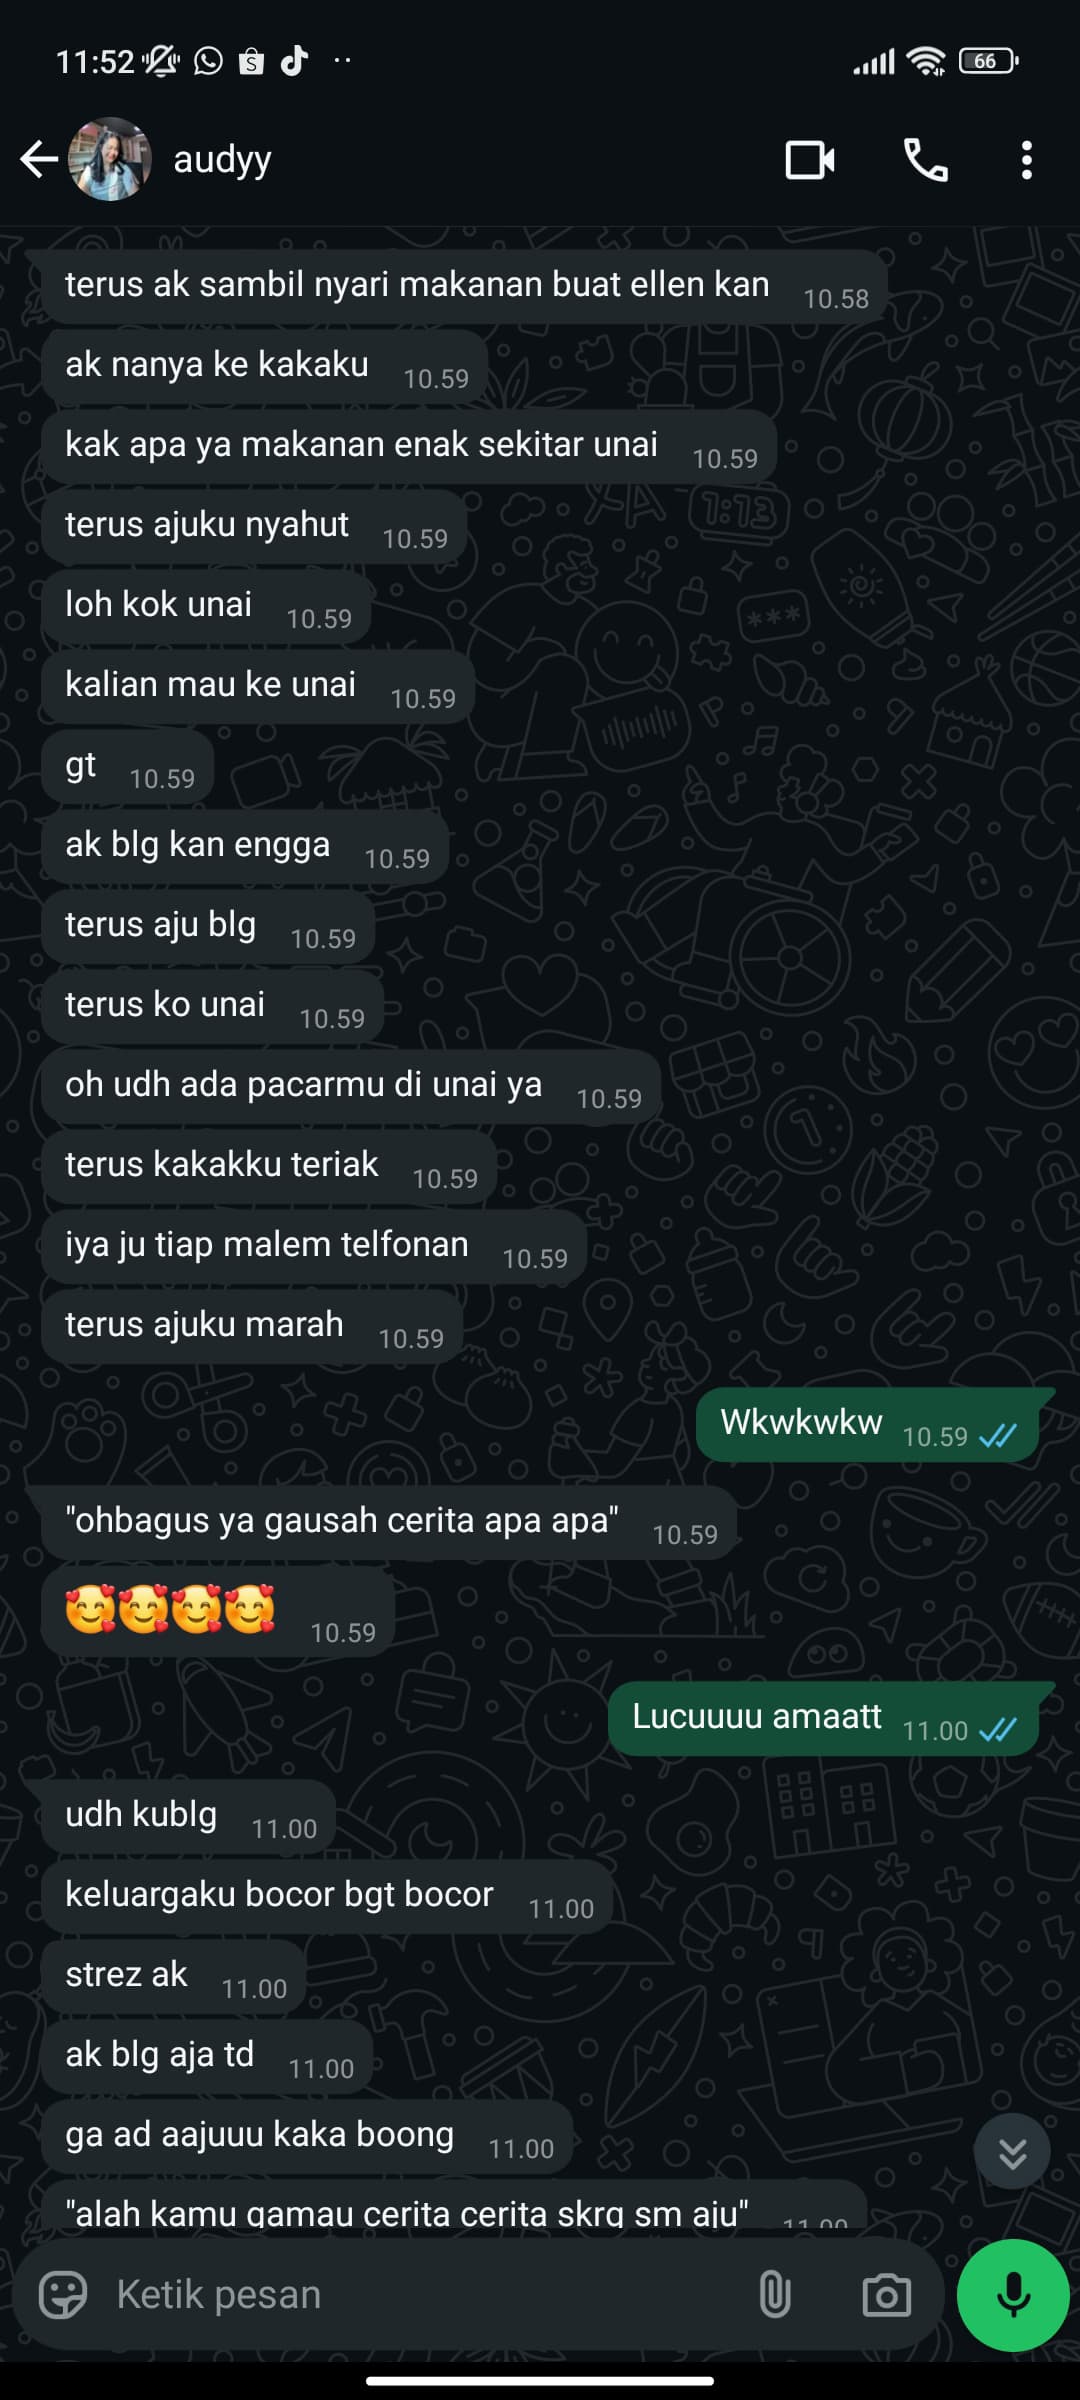 11:52
66
audyy
terus ak sambil nyari makanan buat ellen kan 10.58
ak nanya ke kakaku 10.59
kak apa ya makanan enak sekitar unai 10.59
terus ajuku nyahut 10.59
loh kok unai 10.59
kalian mau ke unai 10.59
gt 10.59
ak blg kan engga 10.59
terus aju blg 10.59
terus ko unai 10.59
oh udh ada pacarmu di unai ya 10.59
terus kakakku teriak 10.59
iya ju tiap malem telfonan 10.59
terus ajuku marah 10.59
Wkwkwkw 10.59
"ohbagus ya gausah cerita apa apa" 10.59
🥰🥰🥰🥰 10.59
Lucuuuu amaatt 11.00
udh kublg 11.00
keluargaku bocor bgt bocor 11.00
strez ak 11.00
ak blg aja td 11.00
ga ad aajuuu kaka boong 11.00
"alah kamu gamau cerita cerita skrg sm aju" 11.00
Ketik pesan